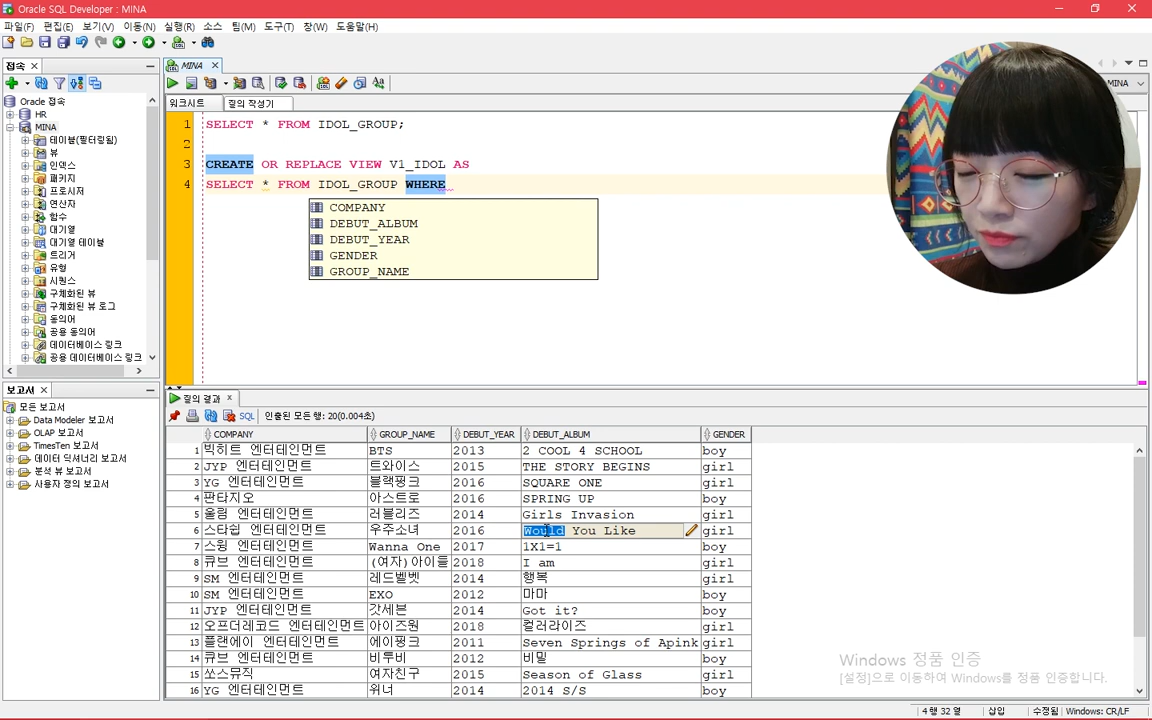 Oracle SQL Developer : MINA
파일(F) 편집(E) 보기(V) 이동(N) 실행(R) 소스 팀(M) 도구(T) 창(W) 도움말(H)
접속
MINA
MINA
Oracle 접속
HR
MINA
테이블(필터링됨)
뷰
인덱스
패키지
프로시저
연산자
함수
대기열
대기열 테이블
트리거
유형
시퀀스
구체화된 뷰
구체화된 뷰 로그
동의어
공용 동의어
데이터베이스 링크
공용 데이터베이스 링크
워크시트 질의 작성기
1 SELECT * FROM IDOL_GROUP;
2
3 CREATE OR REPLACE VIEW V1_IDOL AS
4 SELECT * FROM IDOL_GROUP WHERE
COMPANY
DEBUT_ALBUM
DEBUT_YEAR
GENDER
GROUP_NAME
보고서
모든 보고서
Data Modeler 보고서
OLAP 보고서
TimesTen 보고서
데이터 딕셔너리 보고서
분석 뷰 보고서
사용자 정의 보고서
질의 결과
SQL 인출된 모든 행: 20(0.004초)
COMPANY GROUP_NAME DEBUT_YEAR DEBUT_ALBUM GENDER
1 빅히트 엔터테인먼트 BTS 2013 2 COOL 4 SCHOOL boy
2 JYP 엔터테인먼트 트와이스 2015 THE STORY BEGINS girl
3 YG 엔터테인먼트 블랙핑크 2016 SQUARE ONE girl
4 판타지오 아스트로 2016 SPRING UP boy
5 울림 엔터테인먼트 러블리즈 2014 Girls Invasion girl
6 스타쉽 엔터테인먼트 우주소녀 2016 Would You Like girl
7 스윙 엔터테인먼트 Wanna One 2017 1X1=1 boy
8 큐브 엔터테인먼트 (여자)아이들 2018 I am girl
9 SM 엔터테인먼트 레드벨벳 2014 행복 girl
10 SM 엔터테인먼트 EXO 2012 마마 boy
11 JYP 엔터테인먼트 갓세븐 2014 Got it? boy
12 오프더레코드 엔터테인먼트 아이즈원 2018 컬러라이즈 girl
13 플랜에이 엔터테인먼트 에이핑크 2011 Seven Springs of Apink girl
14 큐브 엔터테인먼트 비투비 2012 비밀 boy
15 쏘스뮤직 여자친구 2015 Season of Glass girl
16 YG 엔터테인먼트 위너 2014 2014 S/S boy
Windows 정품 인증
[설정]으로 이동하여 Windows를 정품 인증합니다.
4행 32 열 삽입 수정됨 Windows: CR/LF